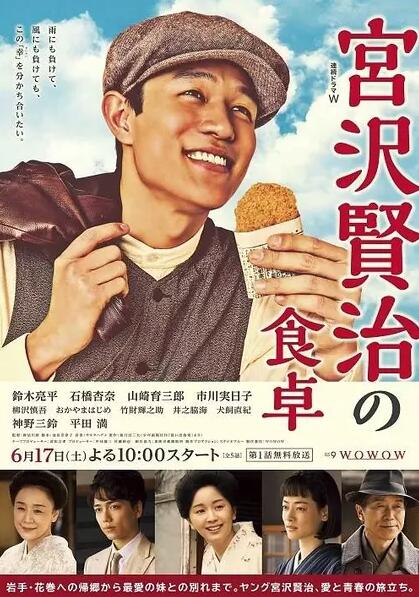 雨にも負けて、
風にも負けても、
この「幸」を分かち合いたい。
連続ドラマW
宮沢賢治の
食卓
鈴木亮平 石橋杏奈 山崎育三郎 市川実日子
柳沢慎吾 おかやまはじめ 竹財輝之助 井之脇海 犬飼直紀
神野三鈴 平田 満
6月17日(土)よる10:00スタート [全5話] 第1話無料放送 BS9 WOWOW
岩手・花巻への帰郷から最愛の妹との別れまで。ヤング宮沢賢治、愛と青春の旅立ち。